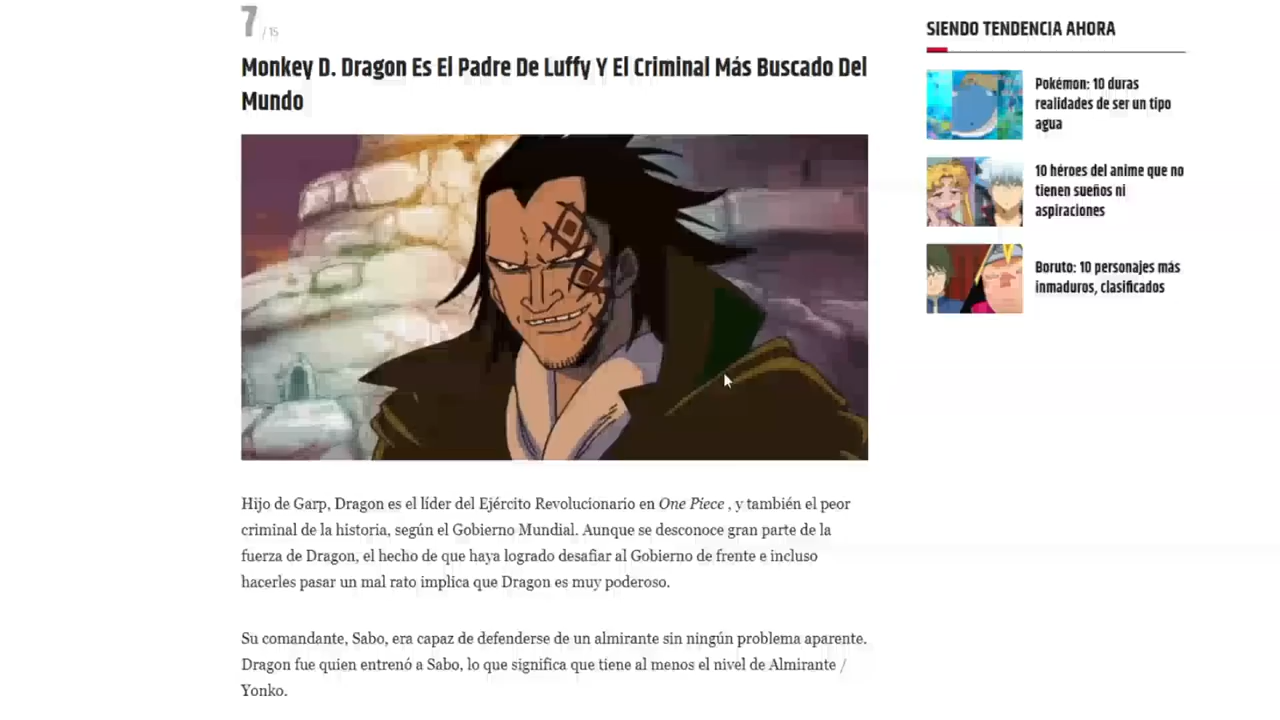 7 / 15
Monkey D. Dragon Es El Padre De Luffy Y El Criminal Más Buscado Del
Mundo
Hijo de Garp, Dragon es el líder del Ejército Revolucionario en One Piece , y también el peor
criminal de la historia, según el Gobierno Mundial. Aunque se desconoce gran parte de la
fuerza de Dragon, el hecho de que haya logrado desafiar al Gobierno de frente e incluso
hacerles pasar un mal rato implica que Dragon es muy poderoso.
Su comandante, Sabo, era capaz de defenderse de un almirante sin ningún problema aparente.
Dragon fue quien entrenó a Sabo, lo que significa que tiene al menos el nivel de Almirante /
Yonko.
SIENDO TENDENCIA AHORA
Pokémon: 10 duras
realidades de ser un tipo
agua
10 héroes del anime que no
tienen sueños ni
aspiraciones
Boruto: 10 personajes más
inmaduros, clasificados